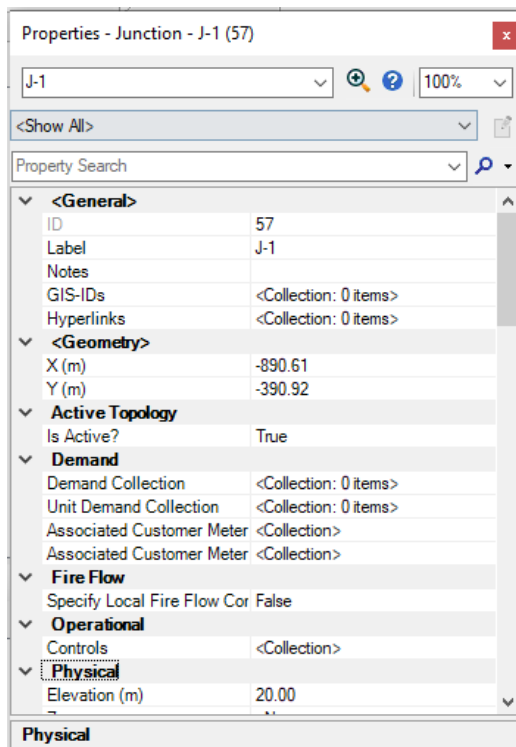 Properties - Junction - J-1 (57)
x
J-1 100%
<Show All>
Property Search
<General>
ID 57
Label J-1
Notes
GIS-IDs <Collection: 0 items>
Hyperlinks <Collection: 0 items>
<Geometry>
X (m) -890.61
Y (m) -390.92
Active Topology
Is Active? True
Demand
Demand Collection <Collection: 0 items>
Unit Demand Collection <Collection: 0 items>
Associated Customer Meter <Collection>
Associated Customer Meter <Collection>
Fire Flow
Specify Local Fire Flow Cor False
Operational
Controls <Collection>
Physical
Elevation (m) 20.00
Physical